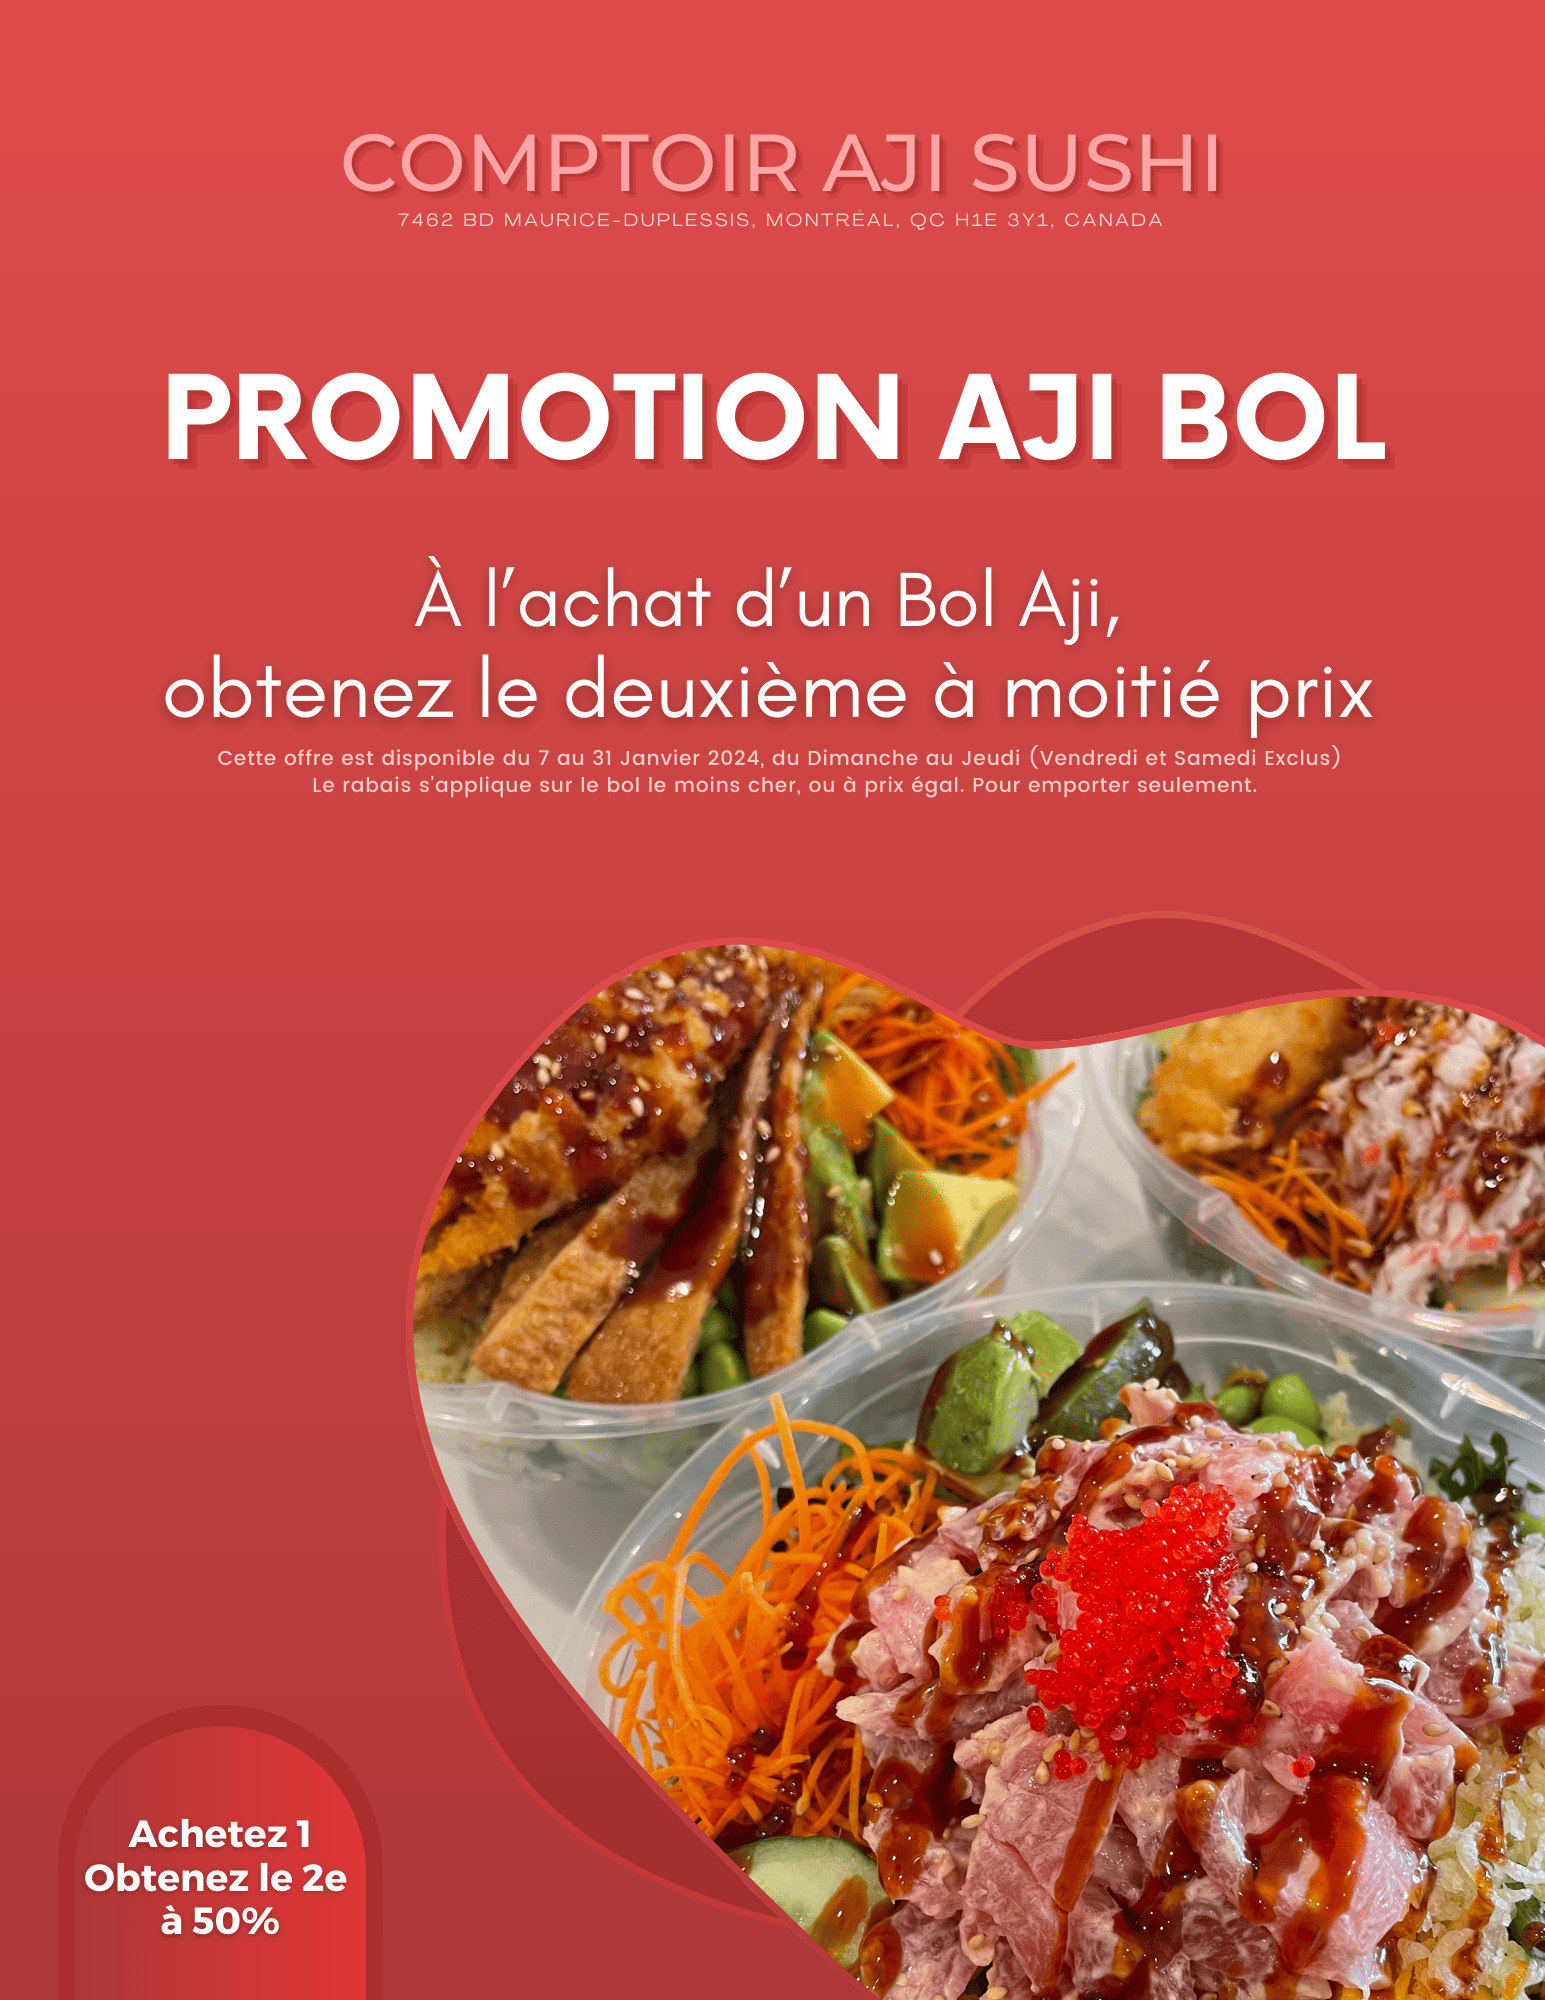 COMPTOIR AJI SUSHI
7462 BD MAURICE-DUPLESSIS, MONTRÉAL, QC H1E 3Y1, CANADA
PROMOTION AJI BOL
À l'achat d'un Bol Aji,
obtenez le deuxième à moitié prix
Cette offre est disponible du 7 au 31 Janvier 2024, du Dimanche au Jeudi (Vendredi et Samedi Exclus)
Le rabais s'applique sur le bol le moins cher, ou à prix égal. Pour emporter seulement.
Achetez 1
Obtenez le 2e
à 50%